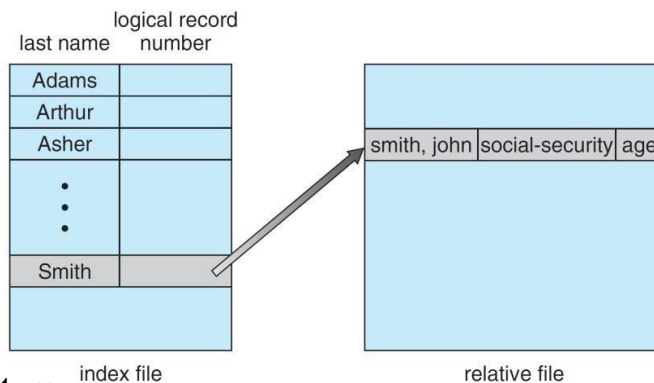 logical record
last name number
Adams
Arthur
Asher
smith, john social-security age
Smith
index file relative file